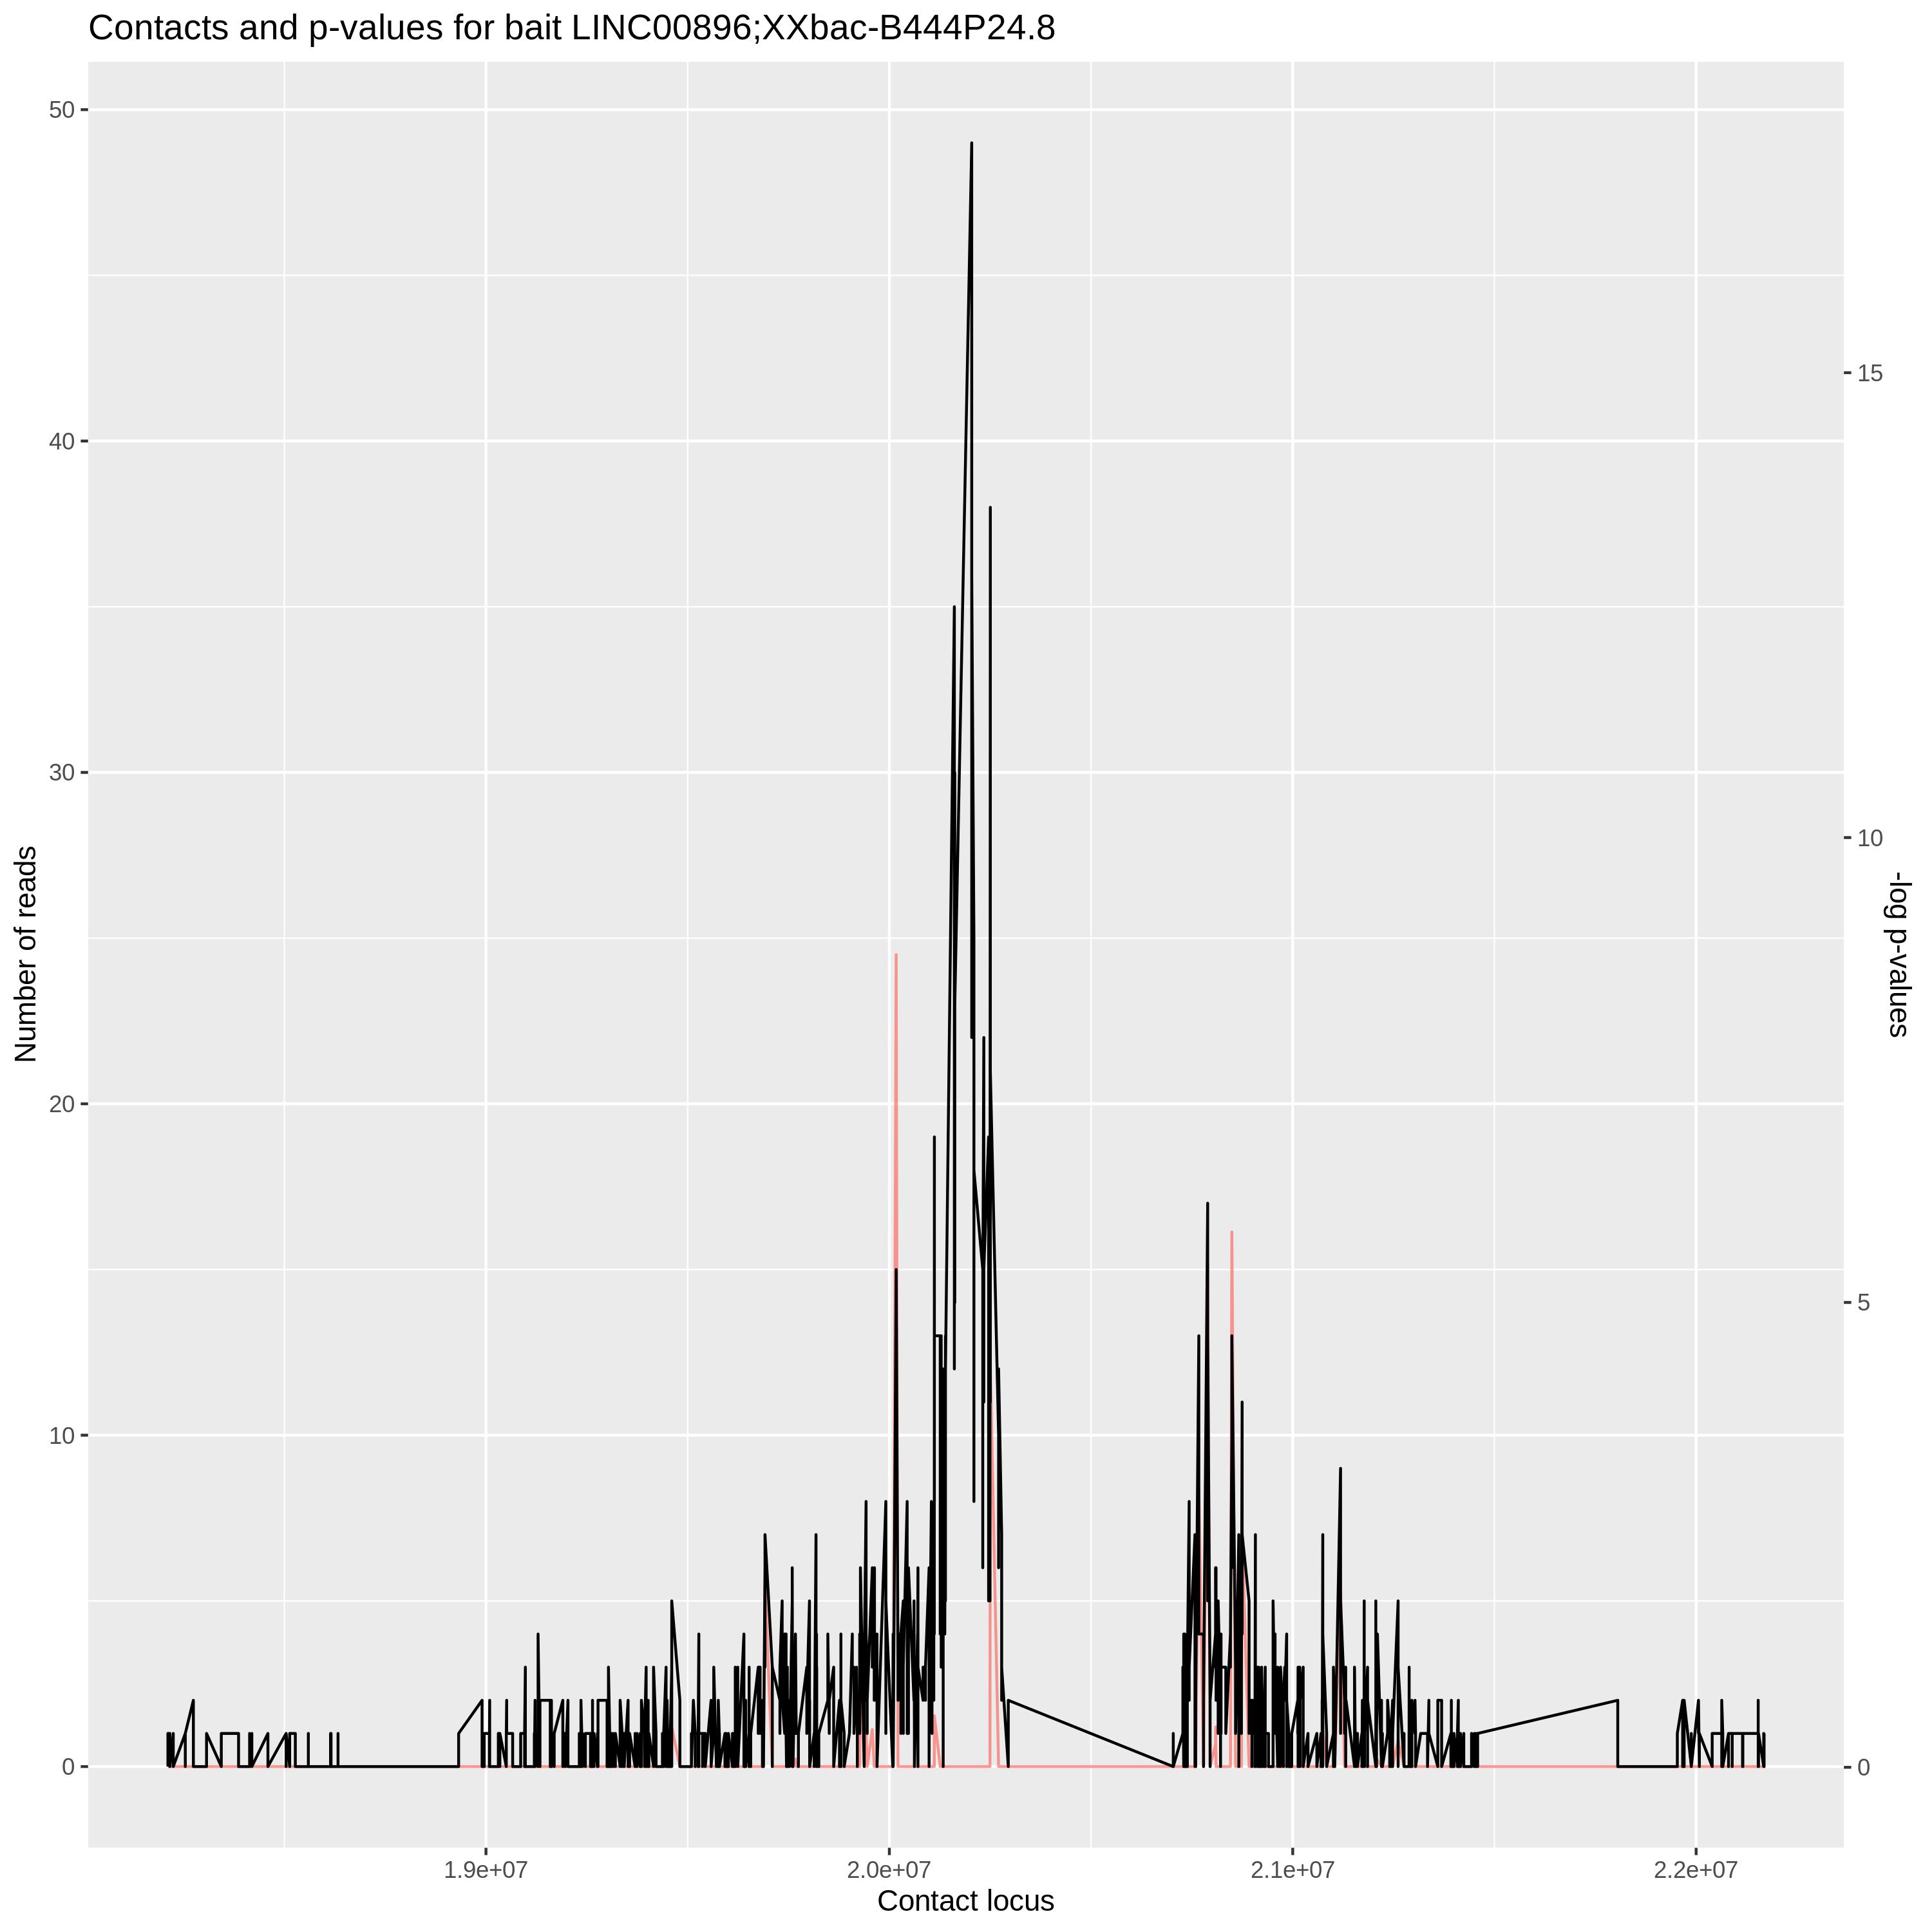 Contacts and p-values for bait LINC00896;XXbac-B444P24.8
50
40
30
20
10
0
Number of reads
15
10
5
0
-log p-values
1.9e+07
2.0e+07
2.1e+07
2.2e+07
Contact locus